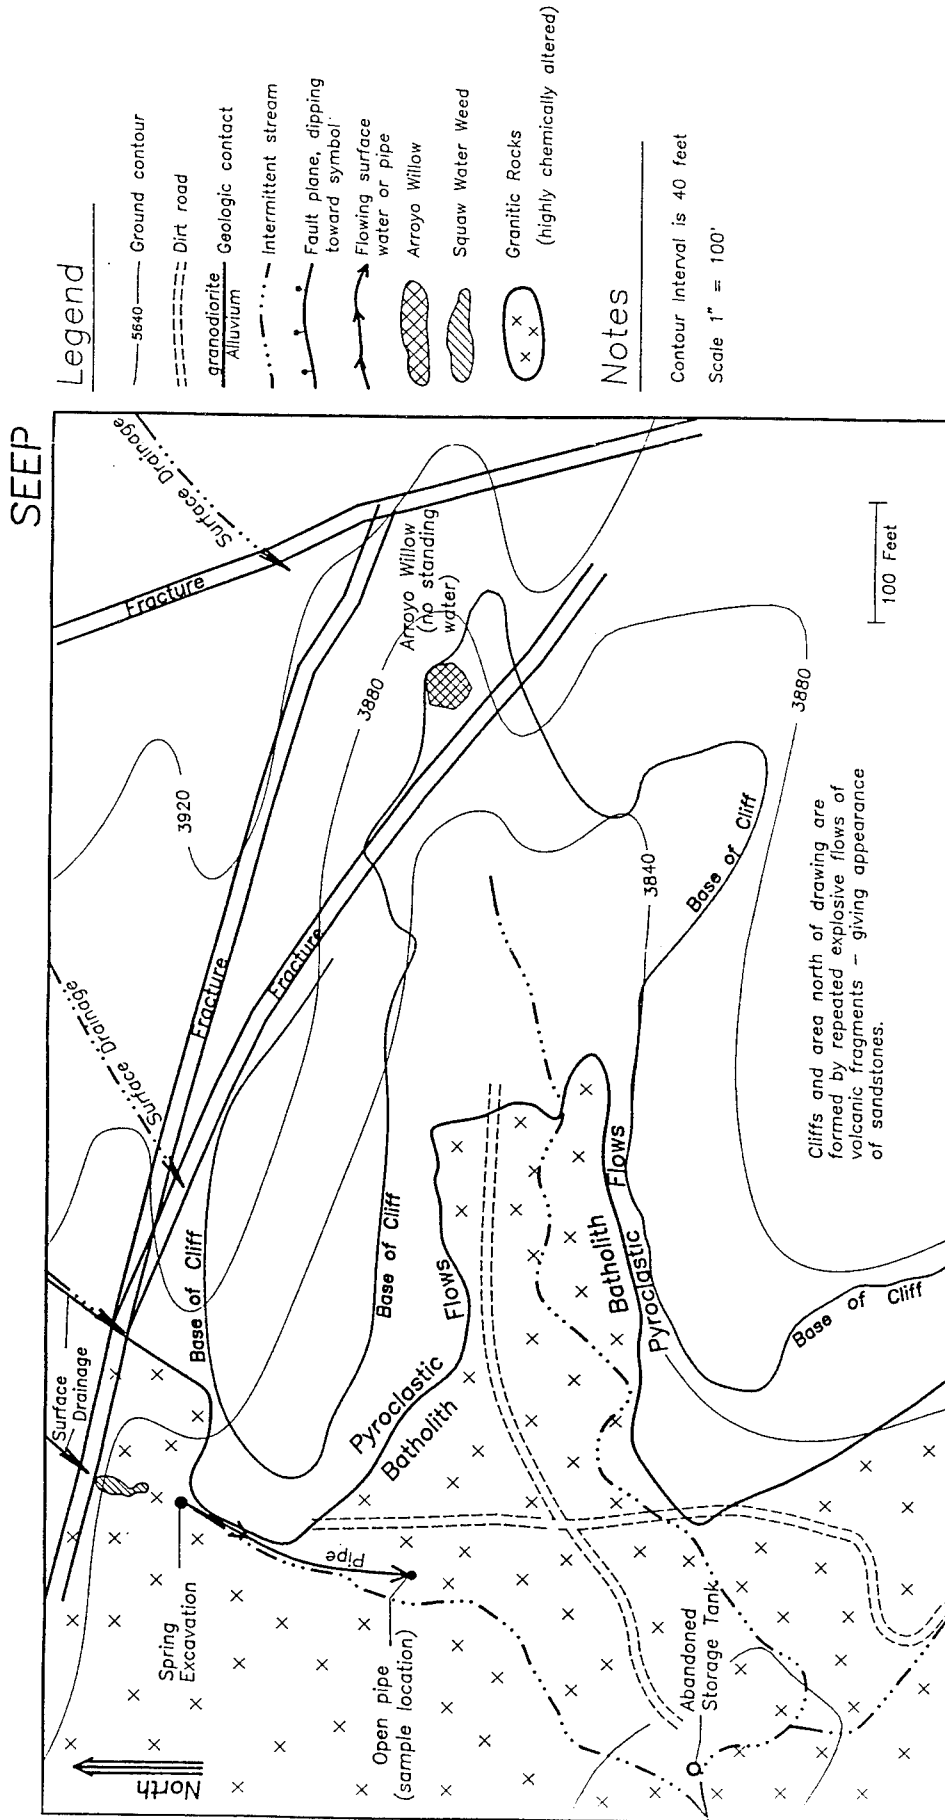 SEEP
Legend
5640 Ground contour
Dirt road
granodiorite
Alluvium
Geologic contact
Intermittent stream
Fault plane, dipping
toward symbol
Flowing surface
water or pipe
Arroyo Willow
Squaw Water Weed
Granitic Rocks
(highly chemically altered)
Notes
Contour Interval is 40 feet
Scale 1" = 100'
Surface
Drainage
Surface Drainage
Surface Drainage
Fracture
Fracture
Fracture
3920
3880
Arroyo Willow
(no standing
water)
Spring
Excavation
Base of Cliff
Base of Cliff
Pipe
Open pipe
(sample location)
Pyroclastic Flows
Batholith
Batholith
Pyroclastic Flows
3840
Base of Cliff
3880
Base of Cliff
Abandoned
Storage Tank
North
100 Feet
Cliffs and area north of drawing are
formed by repeated explosive flows of
volcanic fragments - giving appearance
of sandstones.